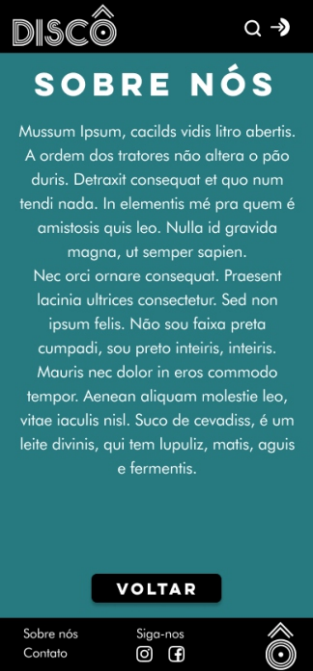 DISCÔ
SOBRE NÓS
Mussum Ipsum, cacilds vidis litro abertis.
A ordem dos tratores não altera o pão
duris. Detraxit consequat et quo num
tendi nada. In elementis mé pra quem é
amistosis quis leo. Nulla id gravida
magna, ut semper sapien.
Nec orci ornare consequat. Praesent
lacinia ultrices consectetur. Sed non
ipsum felis. Não sou faixa preta
cumpadi, sou preto inteiris, inteiris.
Mauris nec dolor in eros commodo
tempor. Aenean aliquam molestie leo,
vitae iaculis nisl. Suco de cevadiss, é um
leite divinis, qui tem lupuliz, matis, aguis
e fermentis.
VOLTAR
Sobre nós
Siga-nos
Contato